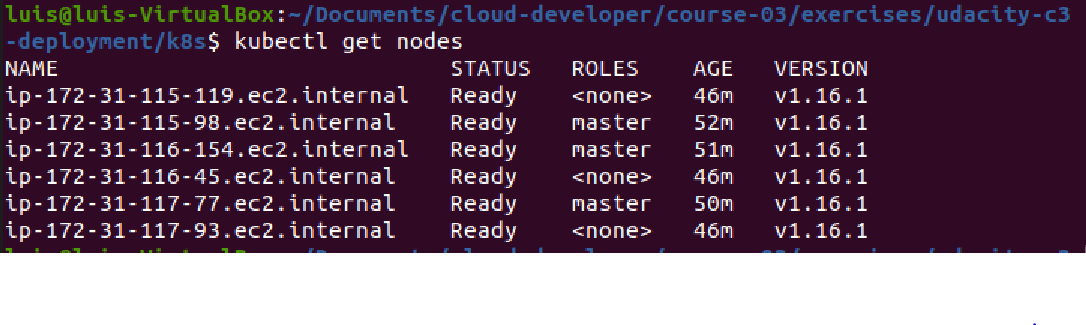 luis@luis-VirtualBox:~/Documents/cloud-developer/course-03/exercises/udacity-c3
-deployment/k8s$ kubectl get nodes
NAME STATUS ROLES AGE VERSION
ip-172-31-115-119.ec2.internal Ready <none> 46m v1.16.1
ip-172-31-115-98.ec2.internal Ready master 52m v1.16.1
ip-172-31-116-154.ec2.internal Ready master 51m v1.16.1
ip-172-31-116-45.ec2.internal Ready <none> 46m v1.16.1
ip-172-31-117-77.ec2.internal Ready master 50m v1.16.1
ip-172-31-117-93.ec2.internal Ready <none> 46m v1.16.1